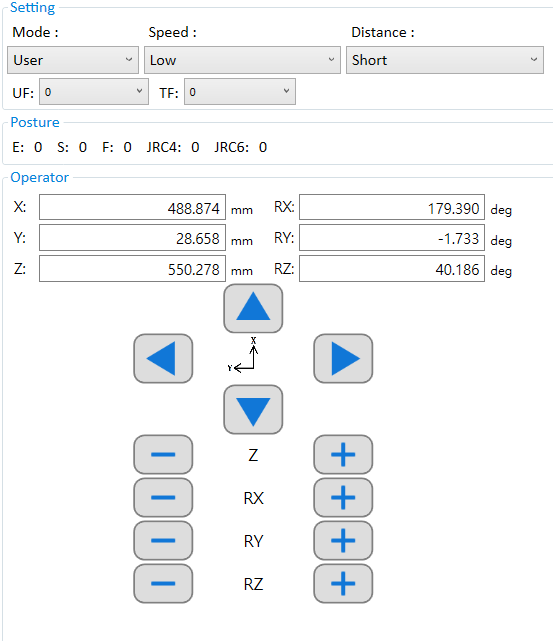 Setting
Mode : Speed : Distance :
User Low Short
UF: 0 TF: 0
Posture
E: 0 S: 0 F: 0 JRC4: 0 JRC6: 0
Operator
X: 488.874 mm RX: 179.390 deg
Y: 28.658 mm RY: -1.733 deg
Z: 550.278 mm RZ: 40.186 deg
X
Y
Z
RX
RY
RZ